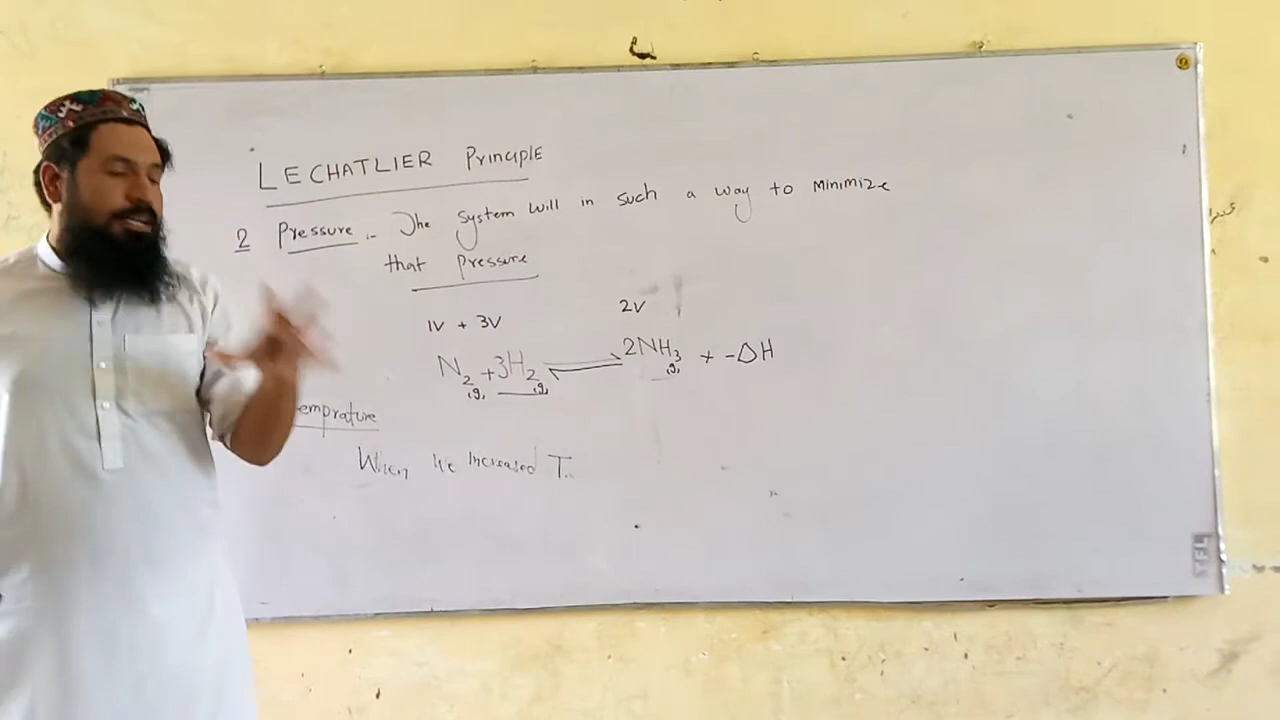 LECHATLIER PrincIPLE
2 Pressure :- The system will in such a way to MINIMIZe
that Pressure
1V + 3V 2V
N2(g) + 3H2(g) ⇌ 2NH3(g) + -ΔH
emprature
When We Increased T.
TFL